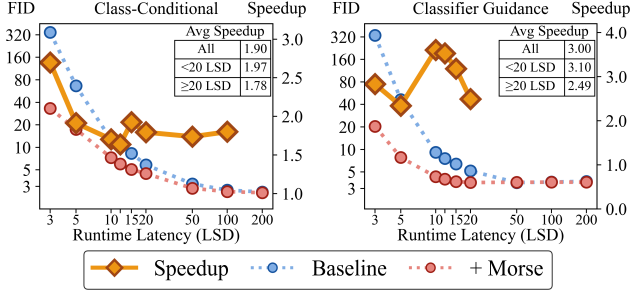 FID Class-Conditional Speedup
Avg Speedup
All 1.90
<20 LSD 1.97
≥20 LSD 1.78
320
160
80
40
20
10
5
3
3.0
2.5
2.0
1.5
1.0
3 5 10 15 20 50 100 200
Runtime Latency (LSD)
FID Classifier Guidance Speedup
Avg Speedup
All 3.00
<20 LSD 3.10
≥20 LSD 2.49
320
160
80
40
20
10
5
3
4.0
3.0
2.0
1.0
0.0
3 5 10 15 20 50 100 200
Runtime Latency (LSD)
Speedup Baseline + Morse